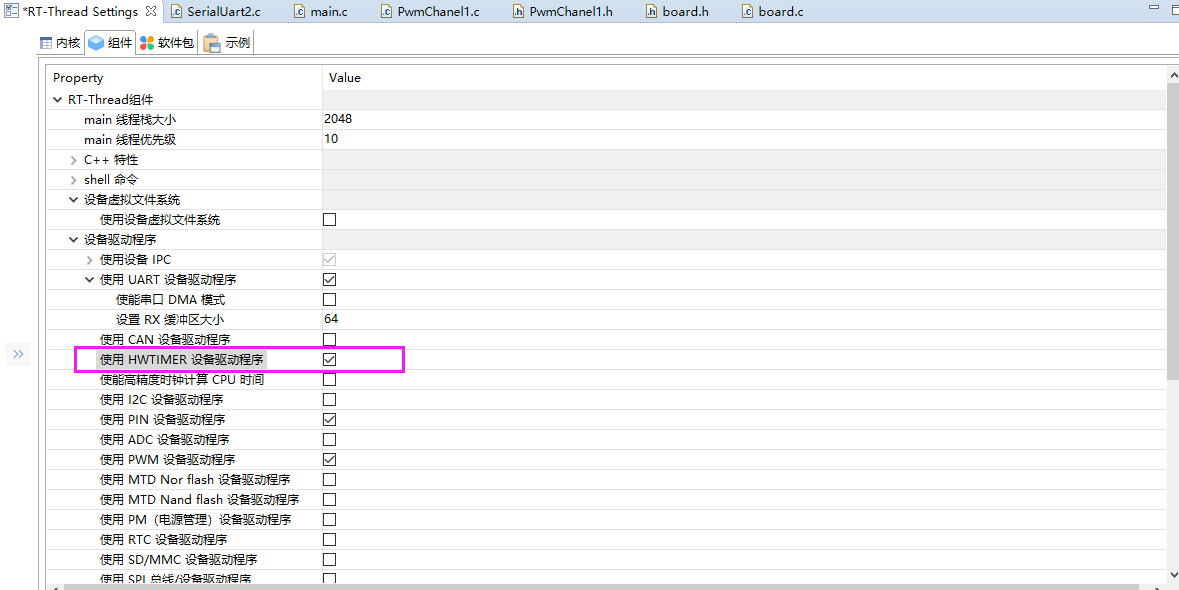 *RT-Thread Settings SerialUart2.c main.c PwmChanel1.c PwmChanel1.h board.h board.c
内核 组件 软件包 示例
Property Value
RT-Thread组件
main 线程栈大小 2048
main 线程优先级 10
C++ 特性
shell 命令
设备虚拟文件系统
使用设备虚拟文件系统
设备驱动程序
使用设备 IPC
使用 UART 设备驱动程序
使能串口 DMA 模式
设置 RX 缓冲区大小 64
使用 CAN 设备驱动程序
使用 HWTIMER 设备驱动程序
使能高精度时钟计算 CPU 时间
使用 I2C 设备驱动程序
使用 PIN 设备驱动程序
使用 ADC 设备驱动程序
使用 PWM 设备驱动程序
使用 MTD Nor flash 设备驱动程序
使用 MTD Nand flash 设备驱动程序
使用 PM（电源管理）设备驱动程序
使用 RTC 设备驱动程序
使用 SD/MMC 设备驱动程序
使用 SPI 总线/设备驱动程序